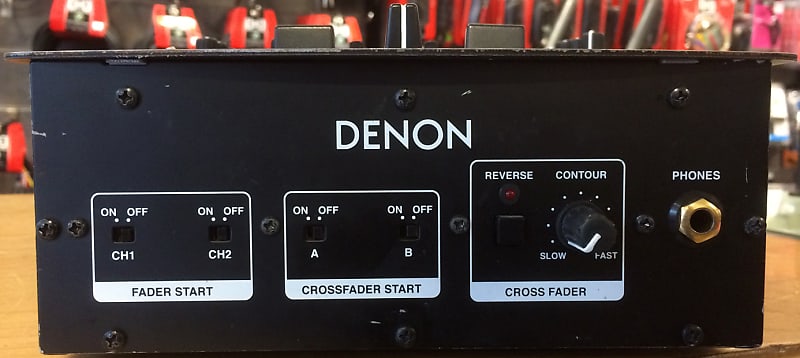 DENON
REVERSE CONTOUR
PHONES
ON OFF ON OFF
CH1 CH2
FADER START
ON OFF ON OFF
A B
CROSSFADER START
SLOW FAST
CROSS FADER